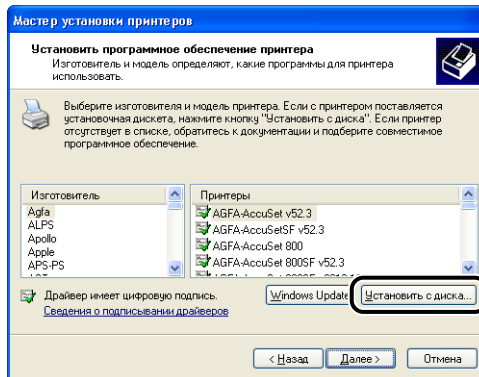 Мастер установки принтеров
Установить программное обеспечение принтера
Изготовитель и модель определяют, какие программы для принтера
использовать.
Выберите изготовителя и модель принтера. Если с принтером поставляется
установочная дискета, нажмите кнопку "Установить с диска". Если принтер
отсутствует в списке, обратитесь к документации и подберите совместимое
программное обеспечение.
Изготовитель
Agfa
ALPS
Apollo
Apple
APS-PS
Принтеры
AGFA-AccuSet v52.3
AGFA-AccuSetSF v52.3
AGFA-AccuSet 800
AGFA-AccuSet 800SF v52.3
Драйвер имеет цифровую подпись.
Сведения о подписывании драйверов
Windows Update
Установить с диска...
< Назад
Далее >
Отмена